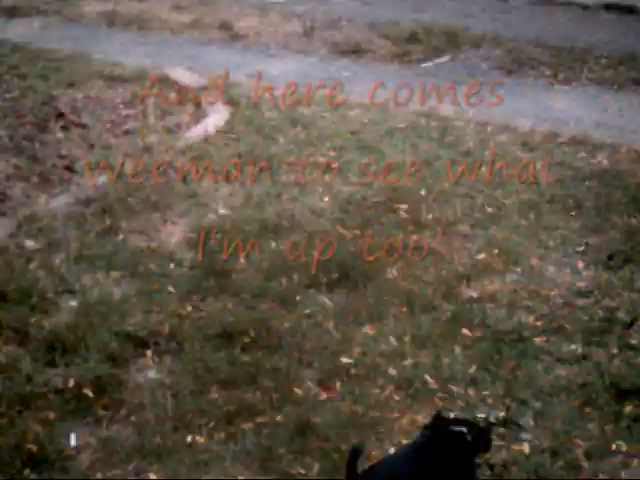 And here comes
weeman to see what
I'm up too!